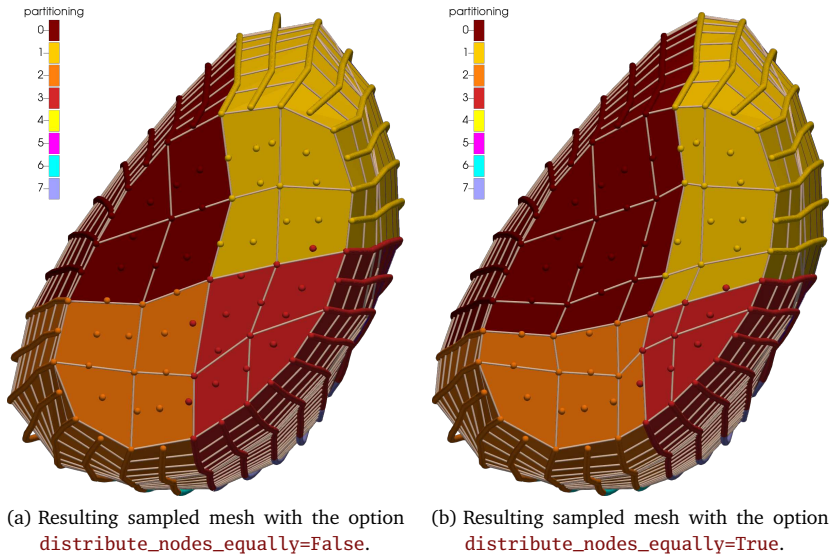 partitioning
0
1
2
3
4
5
6
7
partitioning
0
1
2
3
4
5
6
7
(a) Resulting sampled mesh with the option
distribute_nodes_equally=False.
(b) Resulting sampled mesh with the option
distribute_nodes_equally=True.